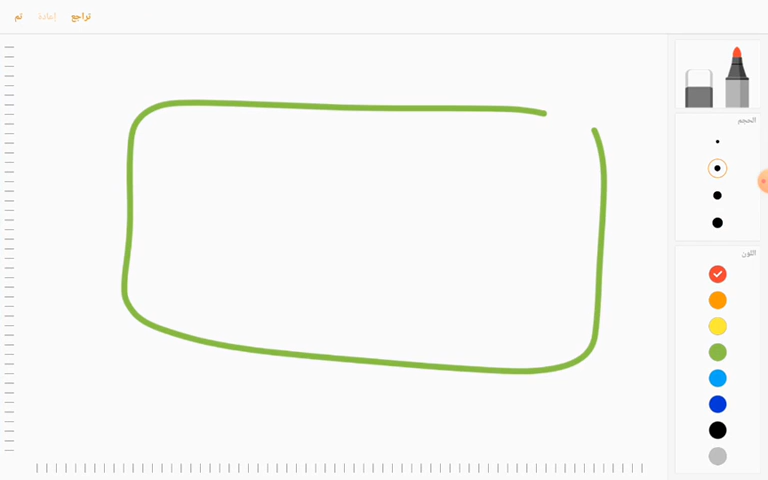 تراجع
إعادة
تم
الحجم
اللون